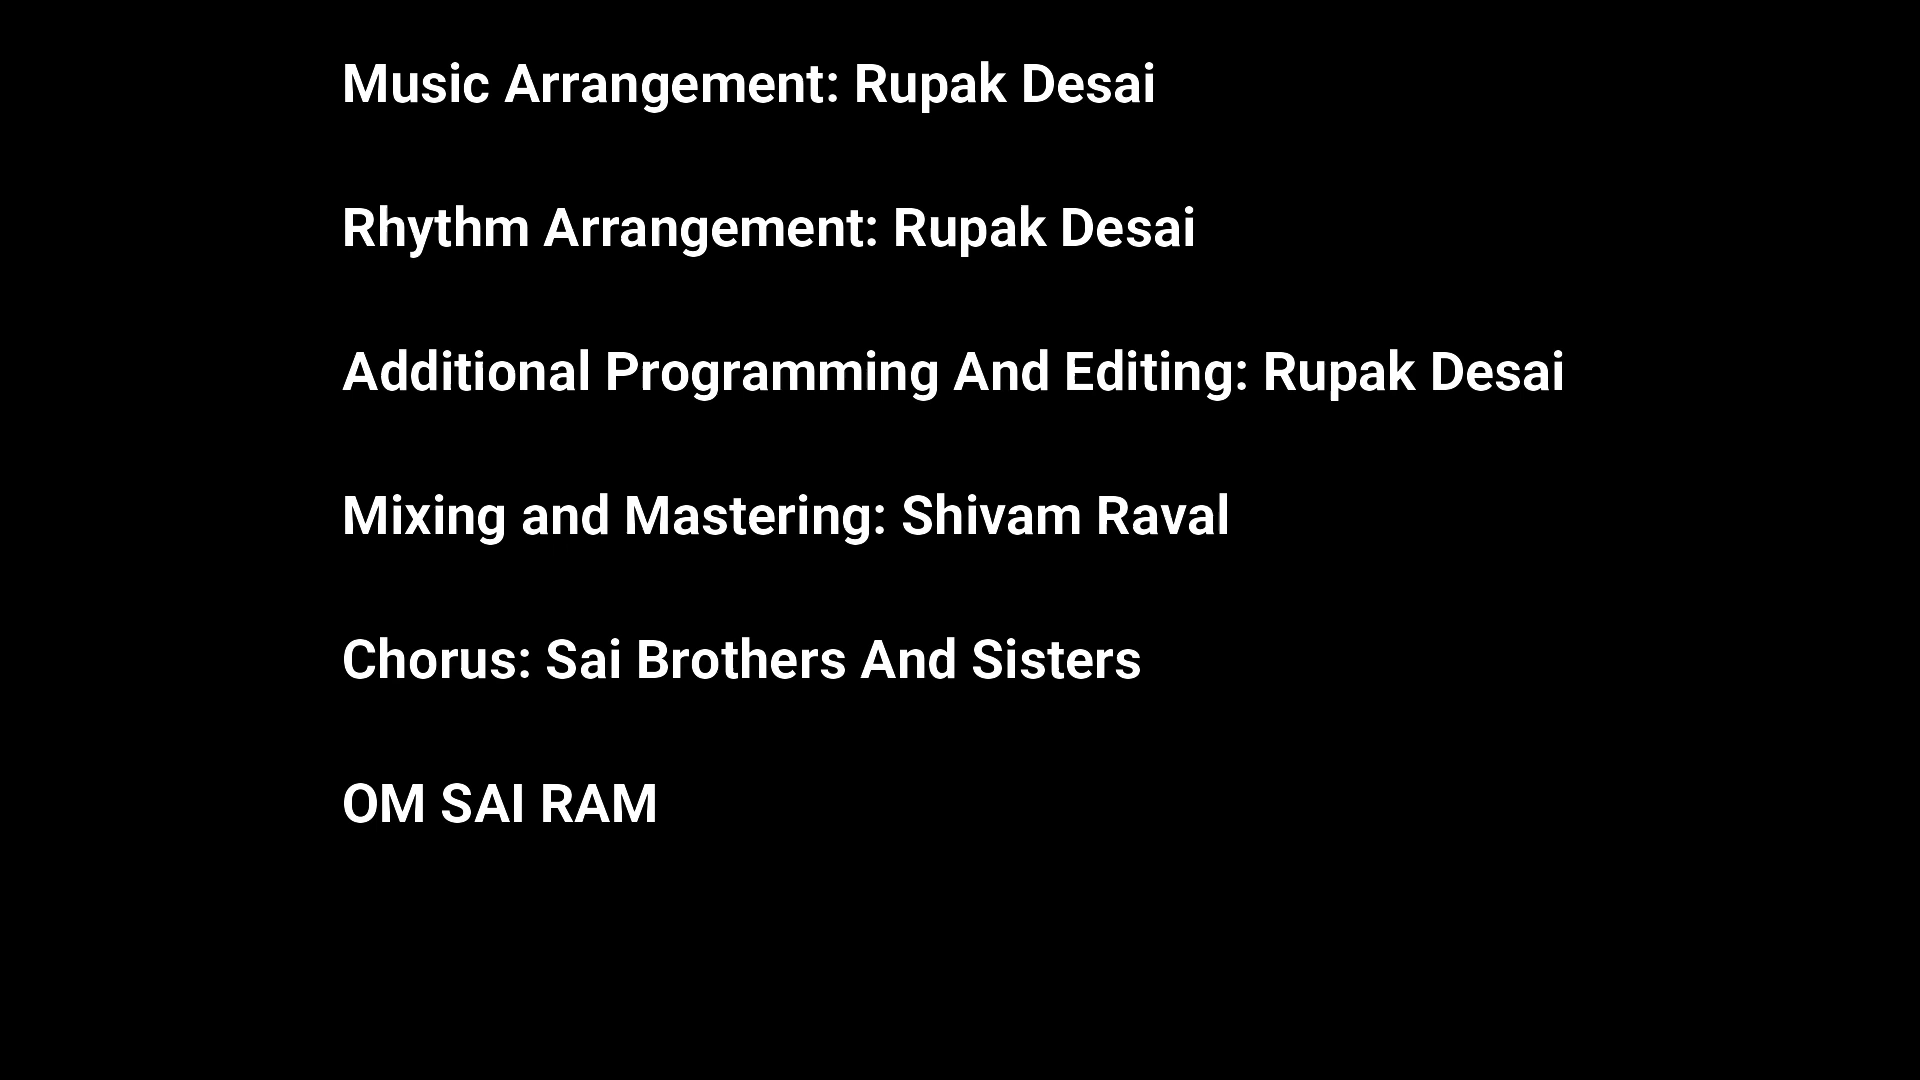 Music Arrangement: Rupak Desai
Rhythm Arrangement: Rupak Desai
Additional Programming And Editing: Rupak Desai
Mixing and Mastering: Shivam Raval
Chorus: Sai Brothers And Sisters
OM SAI RAM